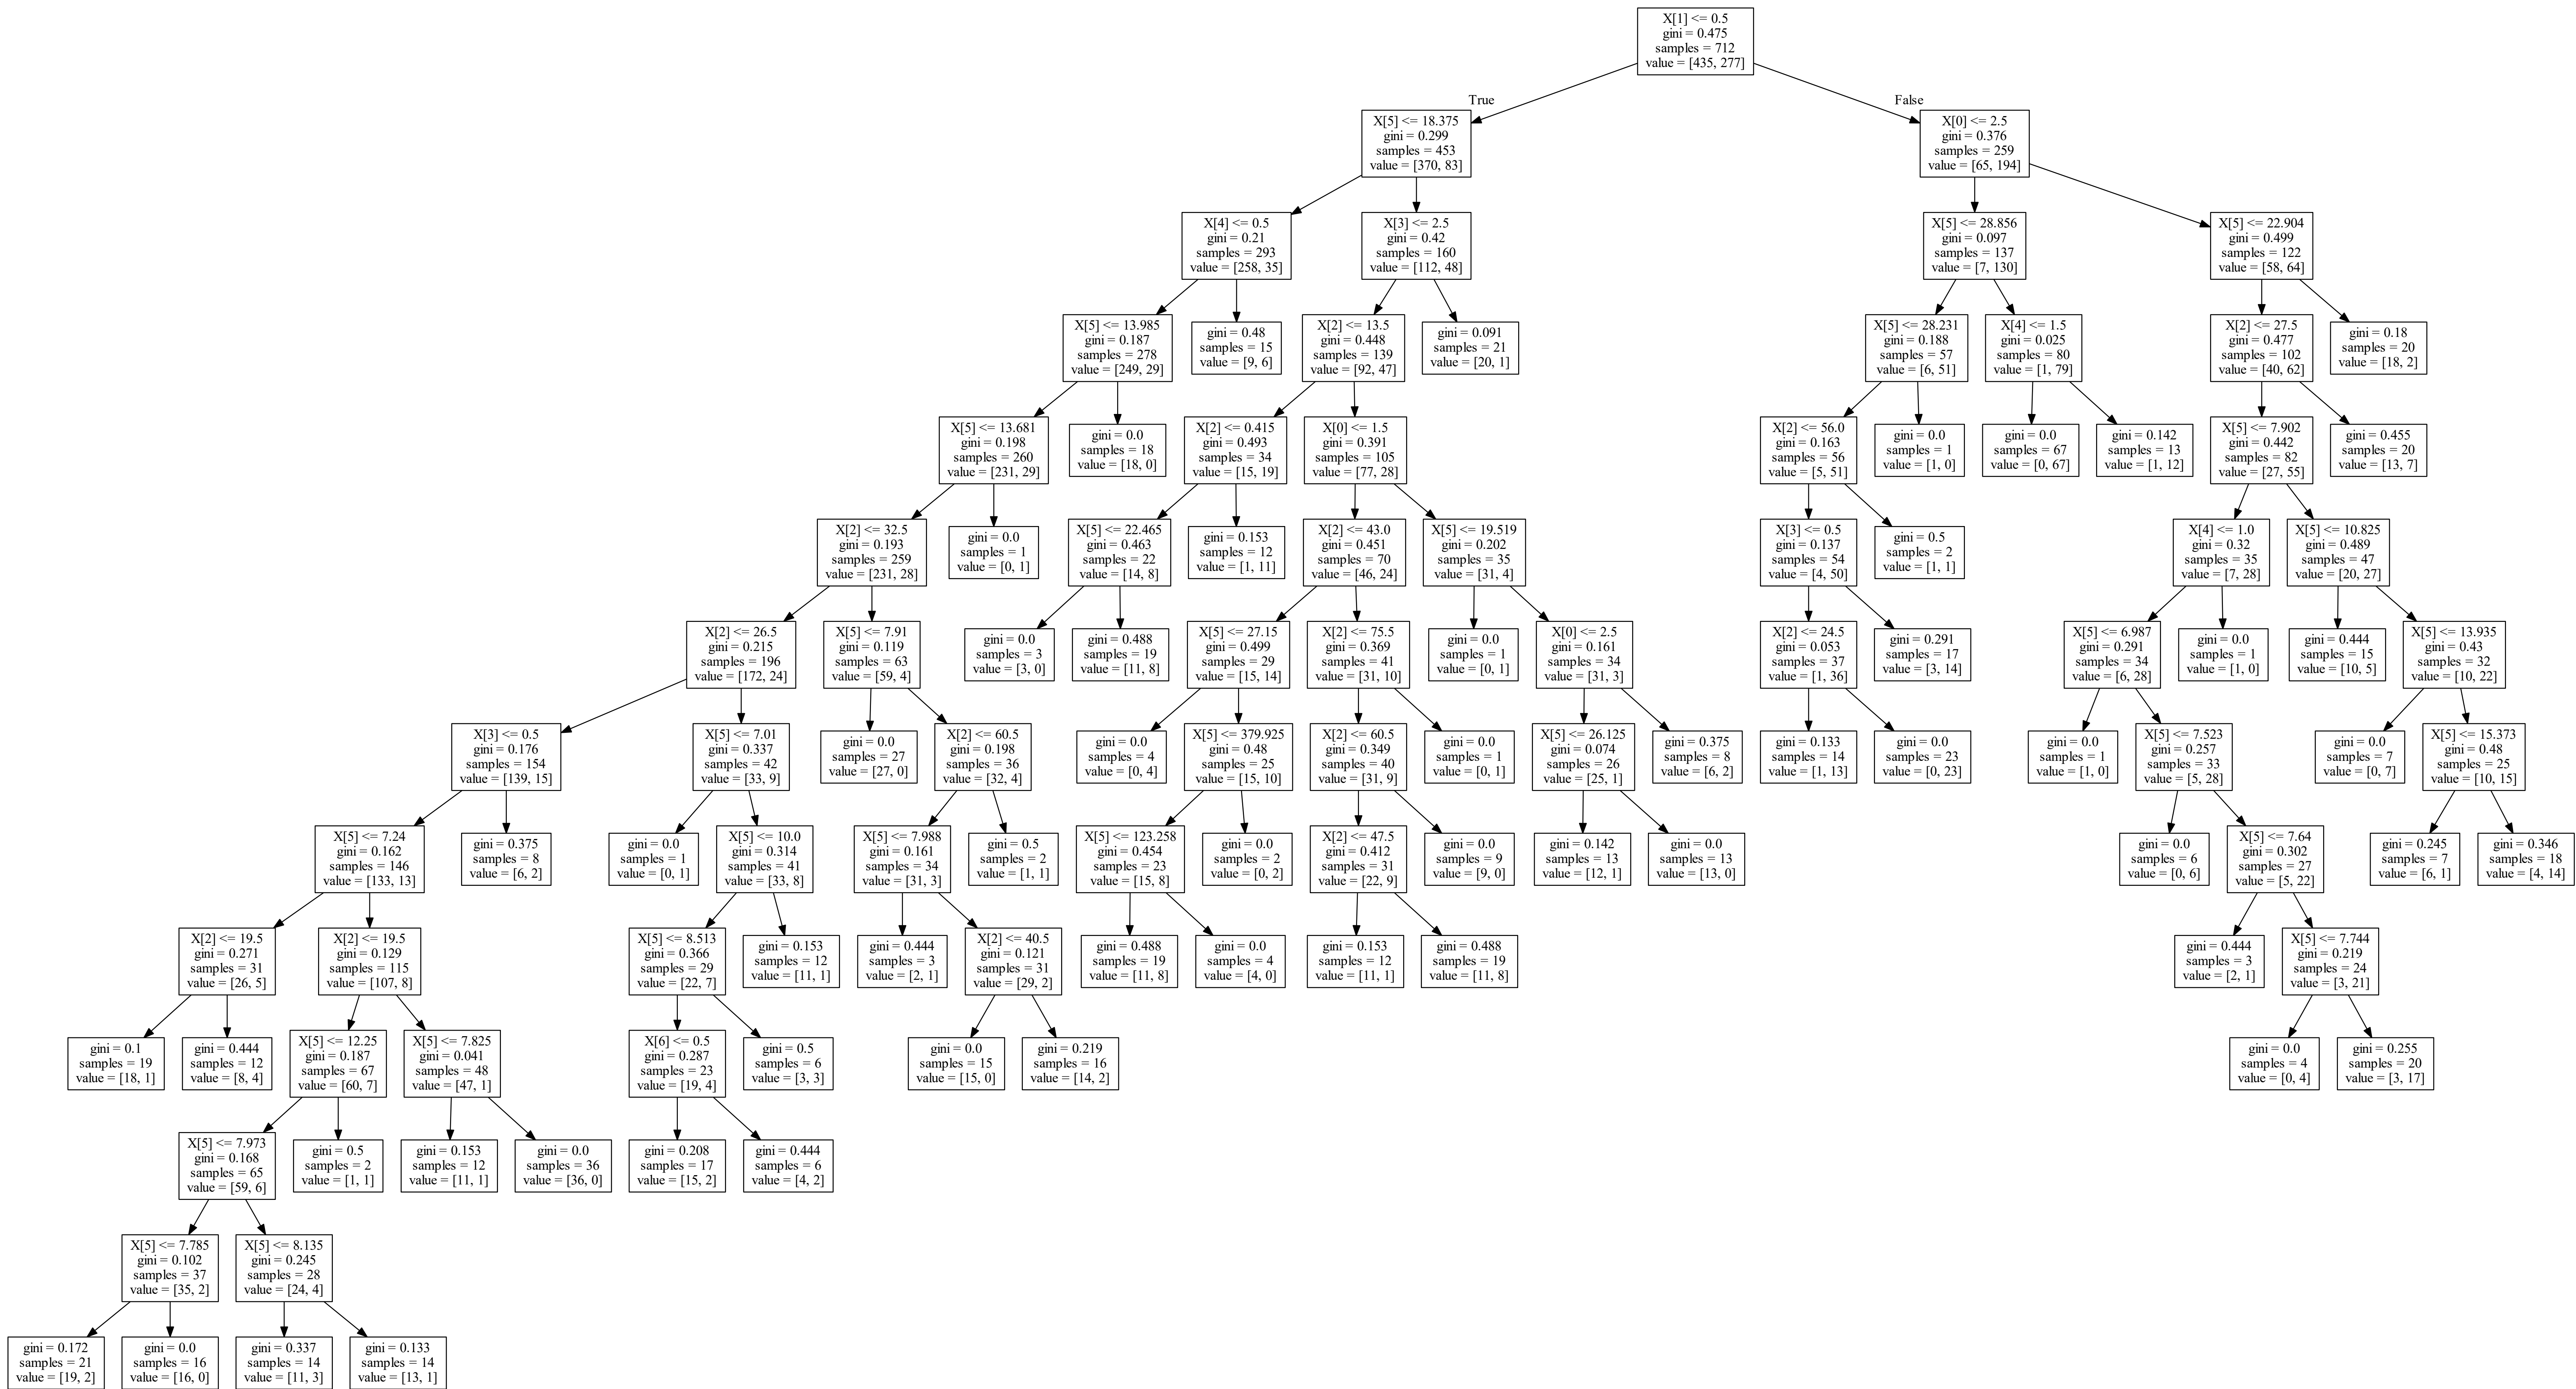 X[1] <= 0.5
gini = 0.475
samples = 712
value = [435, 277]
True
False
X[5] <= 18.375
gini = 0.299
samples = 453
value = [370, 83]
X[0] <= 2.5
gini = 0.376
samples = 259
value = [65, 194]
X[4] <= 0.5
gini = 0.21
samples = 293
value = [258, 35]
X[3] <= 2.5
gini = 0.42
samples = 160
value = [112, 48]
X[5] <= 28.856
gini = 0.097
samples = 137
value = [7, 130]
X[5] <= 22.904
gini = 0.499
samples = 122
value = [58, 64]
X[5] <= 13.985
gini = 0.187
samples = 278
value = [249, 29]
gini = 0.48
samples = 15
value = [9, 6]
X[2] <= 13.5
gini = 0.448
samples = 139
value = [92, 47]
gini = 0.091
samples = 21
value = [20, 1]
X[5] <= 28.231
gini = 0.188
samples = 57
value = [6, 51]
X[4] <= 1.5
gini = 0.025
samples = 80
value = [1, 79]
X[2] <= 27.5
gini = 0.477
samples = 102
value = [40, 62]
gini = 0.18
samples = 20
value = [18, 2]
X[5] <= 13.681
gini = 0.198
samples = 260
value = [231, 29]
gini = 0.0
samples = 18
value = [18, 0]
X[2] <= 0.415
gini = 0.493
samples = 34
value = [15, 19]
X[0] <= 1.5
gini = 0.391
samples = 105
value = [77, 28]
X[2] <= 56.0
gini = 0.163
samples = 56
value = [5, 51]
gini = 0.0
samples = 1
value = [1, 0]
gini = 0.0
samples = 67
value = [0, 67]
gini = 0.142
samples = 13
value = [1, 12]
X[5] <= 7.902
gini = 0.442
samples = 82
value = [27, 55]
gini = 0.455
samples = 20
value = [13, 7]
X[2] <= 32.5
gini = 0.193
samples = 259
value = [231, 28]
gini = 0.0
samples = 1
value = [0, 1]
X[5] <= 22.465
gini = 0.463
samples = 22
value = [14, 8]
gini = 0.153
samples = 12
value = [1, 11]
X[2] <= 43.0
gini = 0.451
samples = 70
value = [46, 24]
X[5] <= 19.519
gini = 0.202
samples = 35
value = [31, 4]
X[3] <= 0.5
gini = 0.137
samples = 54
value = [4, 50]
gini = 0.5
samples = 2
value = [1, 1]
X[4] <= 1.0
gini = 0.32
samples = 35
value = [7, 28]
X[5] <= 10.825
gini = 0.489
samples = 47
value = [20, 27]
X[2] <= 26.5
gini = 0.215
samples = 196
value = [172, 24]
X[5] <= 7.91
gini = 0.119
samples = 63
value = [59, 4]
gini = 0.0
samples = 3
value = [3, 0]
gini = 0.488
samples = 19
value = [11, 8]
X[5] <= 27.15
gini = 0.499
samples = 29
value = [15, 14]
X[2] <= 75.5
gini = 0.369
samples = 41
value = [31, 10]
gini = 0.0
samples = 1
value = [0, 1]
X[0] <= 2.5
gini = 0.161
samples = 34
value = [31, 3]
X[2] <= 24.5
gini = 0.053
samples = 37
value = [1, 36]
gini = 0.291
samples = 17
value = [3, 14]
X[5] <= 6.987
gini = 0.291
samples = 34
value = [6, 28]
gini = 0.0
samples = 1
value = [1, 0]
gini = 0.444
samples = 15
value = [10, 5]
X[5] <= 13.935
gini = 0.43
samples = 32
value = [10, 22]
X[3] <= 0.5
gini = 0.176
samples = 154
value = [139, 15]
X[5] <= 7.01
gini = 0.337
samples = 42
value = [33, 9]
gini = 0.0
samples = 27
value = [27, 0]
X[2] <= 60.5
gini = 0.198
samples = 36
value = [32, 4]
gini = 0.0
samples = 4
value = [0, 4]
X[5] <= 379.925
gini = 0.48
samples = 25
value = [15, 10]
X[2] <= 60.5
gini = 0.349
samples = 40
value = [31, 9]
gini = 0.0
samples = 1
value = [0, 1]
X[5] <= 26.125
gini = 0.074
samples = 26
value = [25, 1]
gini = 0.375
samples = 8
value = [6, 2]
gini = 0.133
samples = 14
value = [1, 13]
gini = 0.0
samples = 23
value = [0, 23]
gini = 0.0
samples = 1
value = [1, 0]
X[5] <= 7.523
gini = 0.257
samples = 33
value = [5, 28]
gini = 0.0
samples = 7
value = [0, 7]
X[5] <= 15.373
gini = 0.48
samples = 25
value = [10, 15]
X[5] <= 7.24
gini = 0.162
samples = 146
value = [133, 13]
gini = 0.375
samples = 8
value = [6, 2]
gini = 0.0
samples = 1
value = [0, 1]
X[5] <= 10.0
gini = 0.314
samples = 41
value = [33, 8]
X[5] <= 7.988
gini = 0.161
samples = 34
value = [31, 3]
gini = 0.5
samples = 2
value = [1, 1]
X[5] <= 123.258
gini = 0.454
samples = 23
value = [15, 8]
gini = 0.0
samples = 2
value = [0, 2]
X[2] <= 47.5
gini = 0.412
samples = 31
value = [22, 9]
gini = 0.0
samples = 9
value = [9, 0]
gini = 0.142
samples = 13
value = [12, 1]
gini = 0.0
samples = 13
value = [13, 0]
gini = 0.0
samples = 6
value = [0, 6]
X[5] <= 7.64
gini = 0.302
samples = 27
value = [5, 22]
gini = 0.245
samples = 7
value = [6, 1]
gini = 0.346
samples = 18
value = [4, 14]
X[2] <= 19.5
gini = 0.271
samples = 31
value = [26, 5]
X[2] <= 19.5
gini = 0.129
samples = 115
value = [107, 8]
X[5] <= 8.513
gini = 0.366
samples = 29
value = [22, 7]
gini = 0.153
samples = 12
value = [11, 1]
gini = 0.444
samples = 3
value = [2, 1]
X[2] <= 40.5
gini = 0.121
samples = 31
value = [29, 2]
gini = 0.488
samples = 19
value = [11, 8]
gini = 0.0
samples = 4
value = [4, 0]
gini = 0.153
samples = 12
value = [11, 1]
gini = 0.488
samples = 19
value = [11, 8]
gini = 0.444
samples = 3
value = [2, 1]
X[5] <= 7.744
gini = 0.219
samples = 24
value = [3, 21]
gini = 0.1
samples = 19
value = [18, 1]
gini = 0.444
samples = 12
value = [8, 4]
X[5] <= 12.25
gini = 0.187
samples = 67
value = [60, 7]
X[5] <= 7.825
gini = 0.041
samples = 48
value = [47, 1]
X[6] <= 0.5
gini = 0.287
samples = 23
value = [19, 4]
gini = 0.5
samples = 6
value = [3, 3]
gini = 0.0
samples = 15
value = [15, 0]
gini = 0.219
samples = 16
value = [14, 2]
gini = 0.0
samples = 4
value = [0, 4]
gini = 0.255
samples = 20
value = [3, 17]
X[5] <= 7.973
gini = 0.168
samples = 65
value = [59, 6]
gini = 0.5
samples = 2
value = [1, 1]
gini = 0.153
samples = 12
value = [11, 1]
gini = 0.0
samples = 36
value = [36, 0]
gini = 0.208
samples = 17
value = [15, 2]
gini = 0.444
samples = 6
value = [4, 2]
X[5] <= 7.785
gini = 0.102
samples = 37
value = [35, 2]
X[5] <= 8.135
gini = 0.245
samples = 28
value = [24, 4]
gini = 0.172
samples = 21
value = [19, 2]
gini = 0.0
samples = 16
value = [16, 0]
gini = 0.337
samples = 14
value = [11, 3]
gini = 0.133
samples = 14
value = [13, 1]